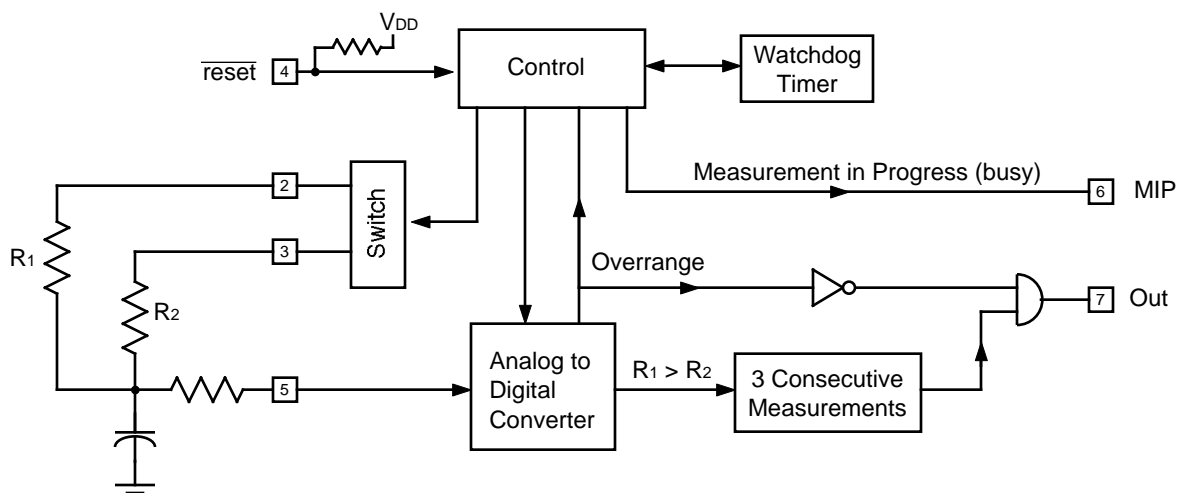 VDD
reset
4
Control
Watchdog
Timer
2
Switch
Measurement in Progress (busy)
6
MIP
R1
3
R2
Overrange
7
Out
5
Analog to
Digital
Converter
R1 > R2
3 Consecutive
Measurements